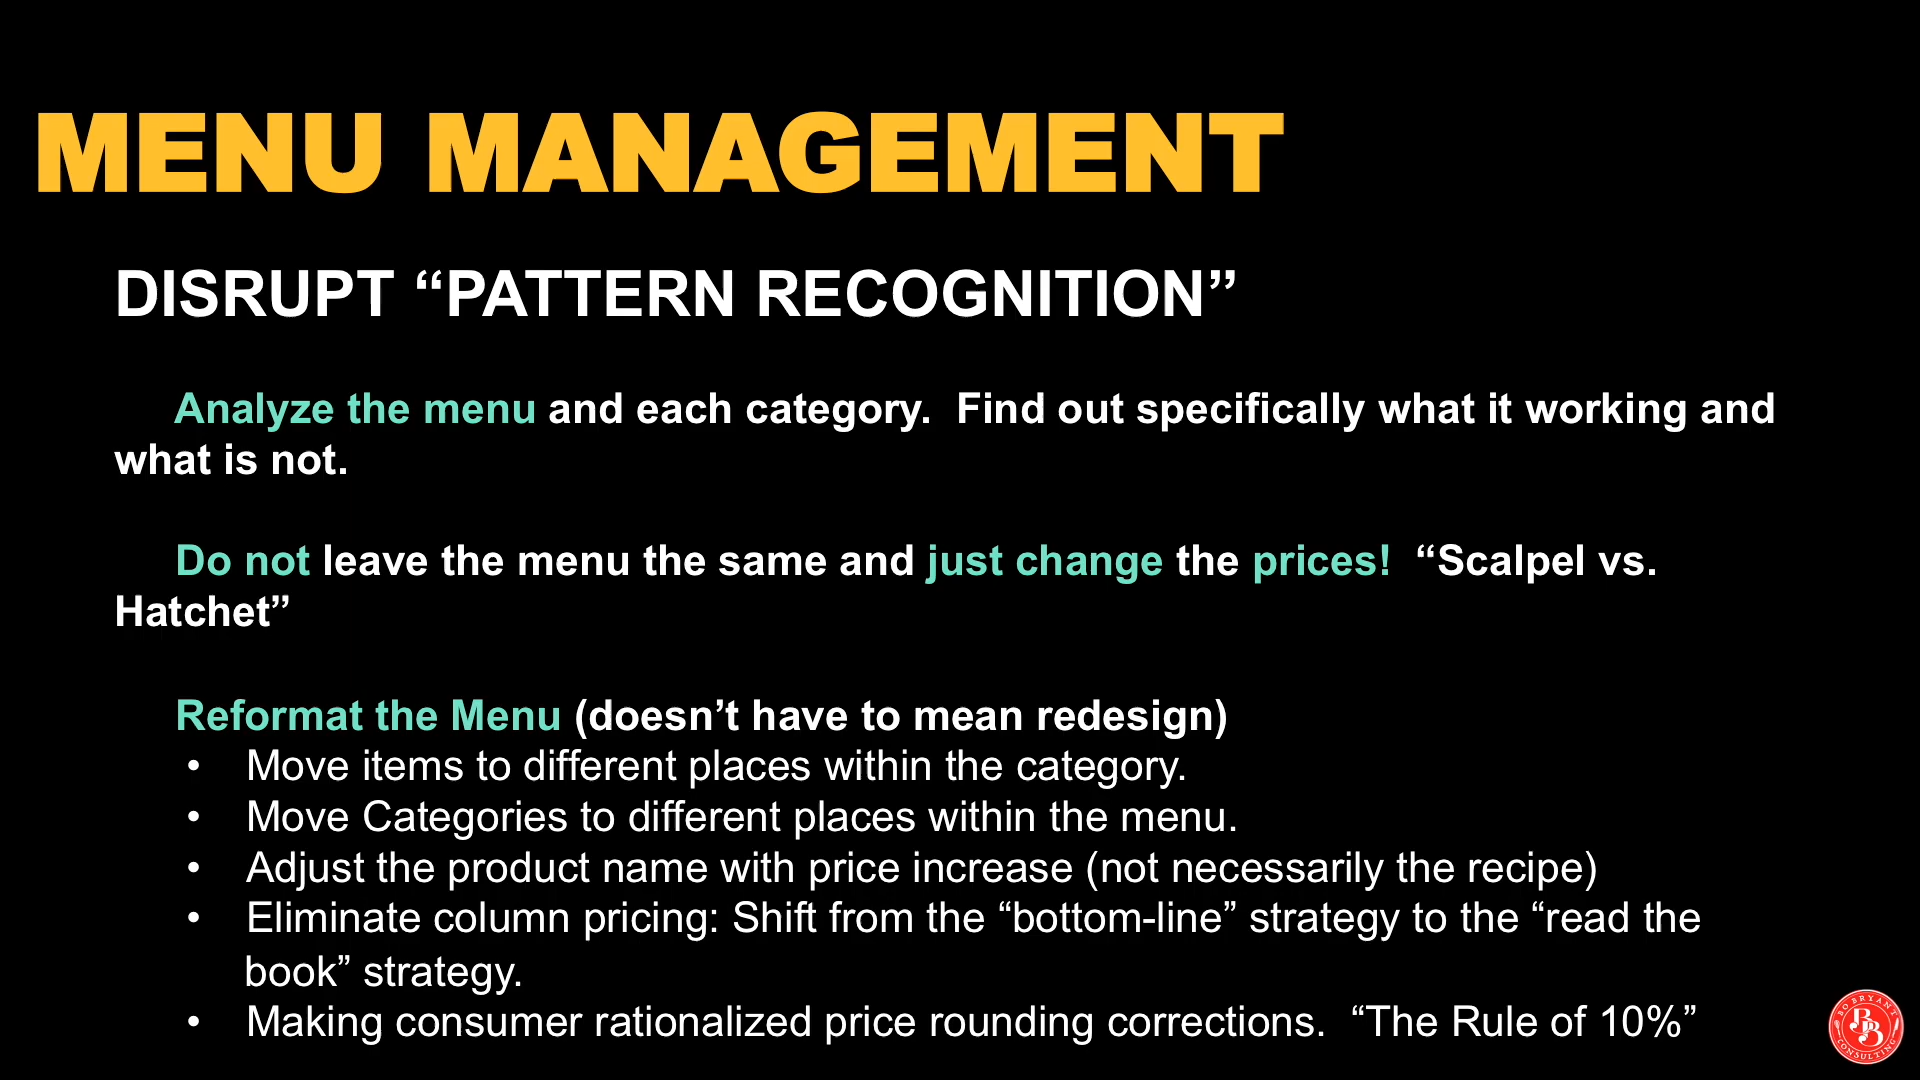 MENU MANAGEMENT
DISRUPT “PATTERN RECOGNITION”
Analyze the menu and each category.  Find out specifically what it working and
what is not.
Do not leave the menu the same and just change the prices!  “Scalpel vs.
Hatchet”
Reformat the Menu (doesn’t have to mean redesign)
• Move items to different places within the category.
• Move Categories to different places within the menu.
• Adjust the product name with price increase (not necessarily the recipe)
• Eliminate column pricing: Shift from the “bottom-line” strategy to the “read the
book” strategy.
• Making consumer rationalized price rounding corrections.  “The Rule of 10%”
BO BRYANT
BB
CONSULTING